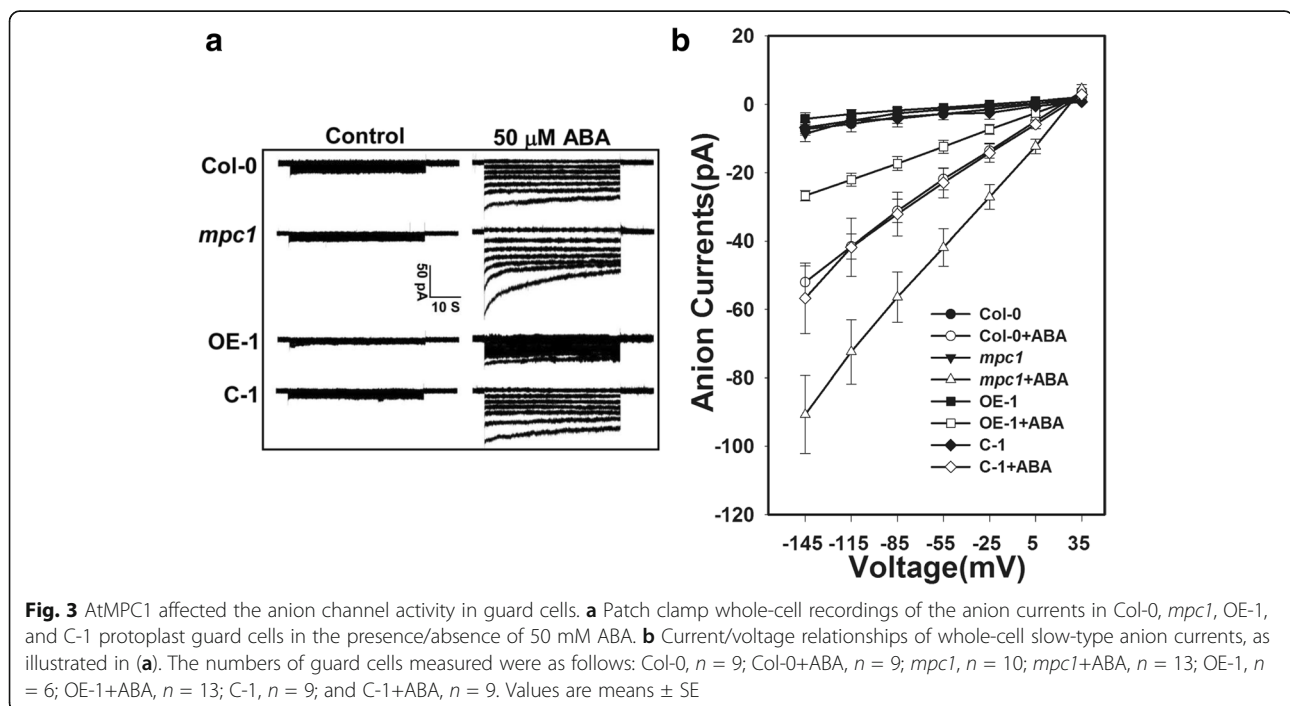 a
Control 50 μM ABA
Col-0
mpc1
50 pA
10 S
OE-1
C-1
b
20
0
-20
-40
-60
-80
-100
-120
Anion Currents(pA)
Col-0
Col-0+ABA
mpc1
mpc1+ABA
OE-1
OE-1+ABA
C-1
C-1+ABA
-145 -115 -85 -55 -25 5 35
Voltage(mV)
Fig. 3 AtMPC1 affected the anion channel activity in guard cells. a Patch clamp whole-cell recordings of the anion currents in Col-0, mpc1, OE-1,
and C-1 protoplast guard cells in the presence/absence of 50 mM ABA. b Current/voltage relationships of whole-cell slow-type anion currents, as
illustrated in (a). The numbers of guard cells measured were as follows: Col-0, n = 9; Col-0+ABA, n = 9; mpc1, n = 10; mpc1+ABA, n = 13; OE-1, n
= 6; OE-1+ABA, n = 13; C-1, n = 9; and C-1+ABA, n = 9. Values are means ± SE